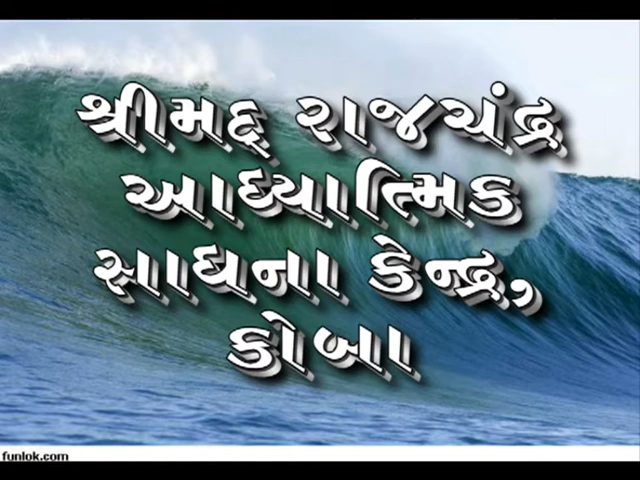 શ્રીમદ્ રાજચંદ્ર
આધ્યાત્મિક
સાધના કેન્દ્ર,
કોબા
funlok.com